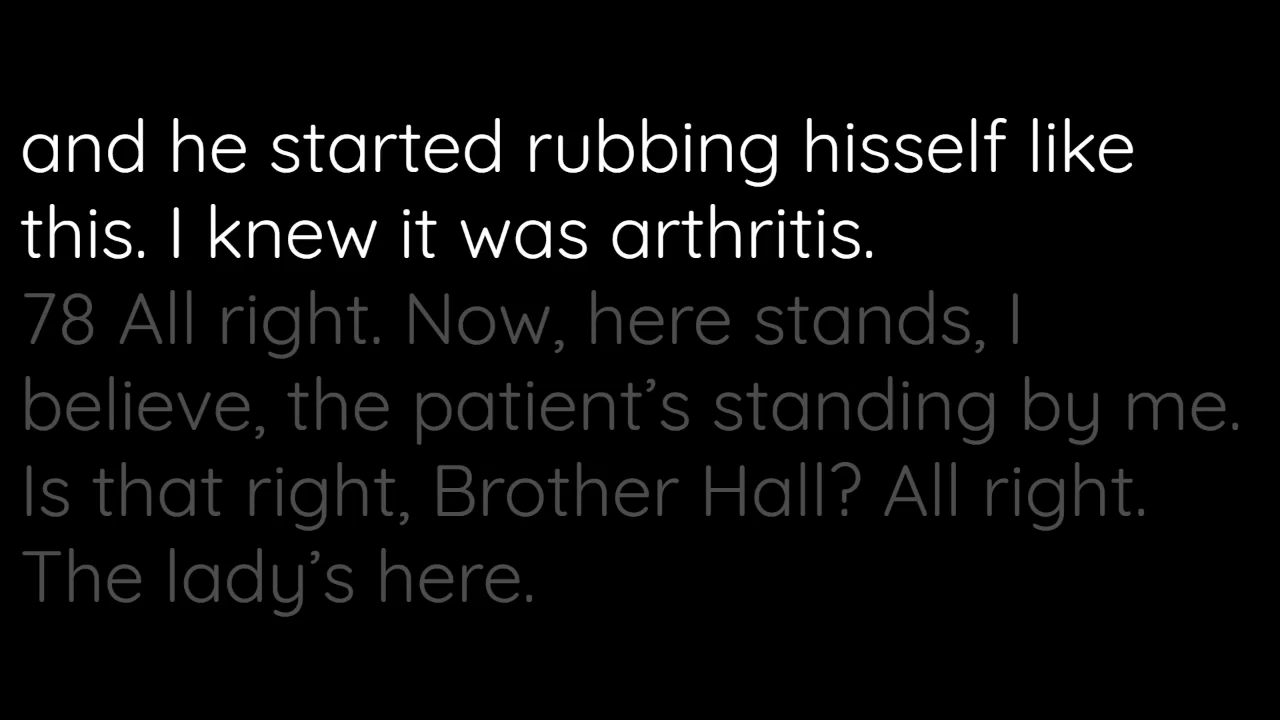 and he started rubbing hisself like
this. I knew it was arthritis.
78 All right. Now, here stands, I
believe, the patient’s standing by me.
Is that right, Brother Hall? All right.
The lady’s here.